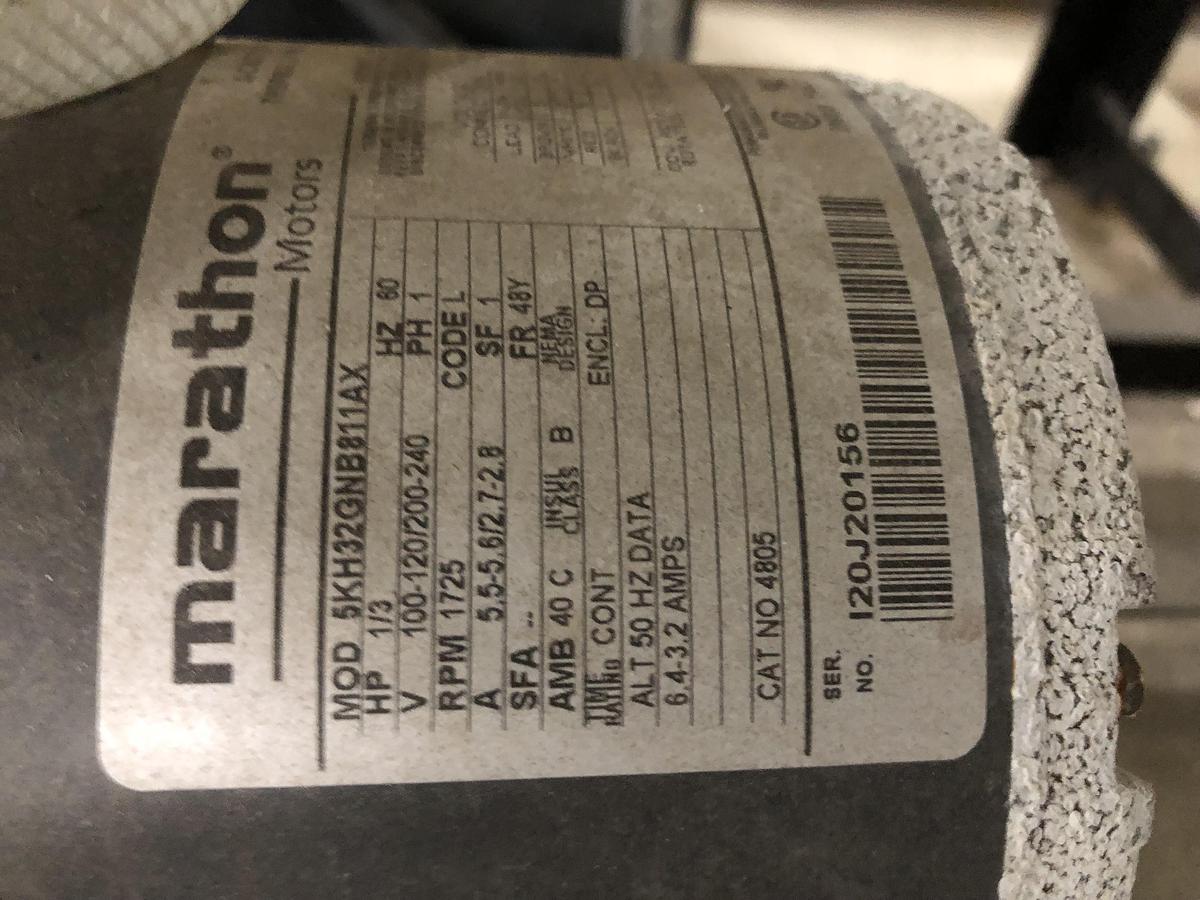 marathon®
Motors
MOD 5KH32GNB811AX
HP 1/3 HZ 60
V 100-120/200-240 PH 1
RPM 1725 CODE L
A 5.5-5.6/2.7-2.8 SF 1
SFA -- FR 48Y
AMB 40 C INSUL CLASS B NEMA DESIGN
TIME RATING CONT ENCL: DP
ALT 50 HZ DATA
6.4-3.2 AMPS
CAT NO 4805
SER. NO. I20J20156